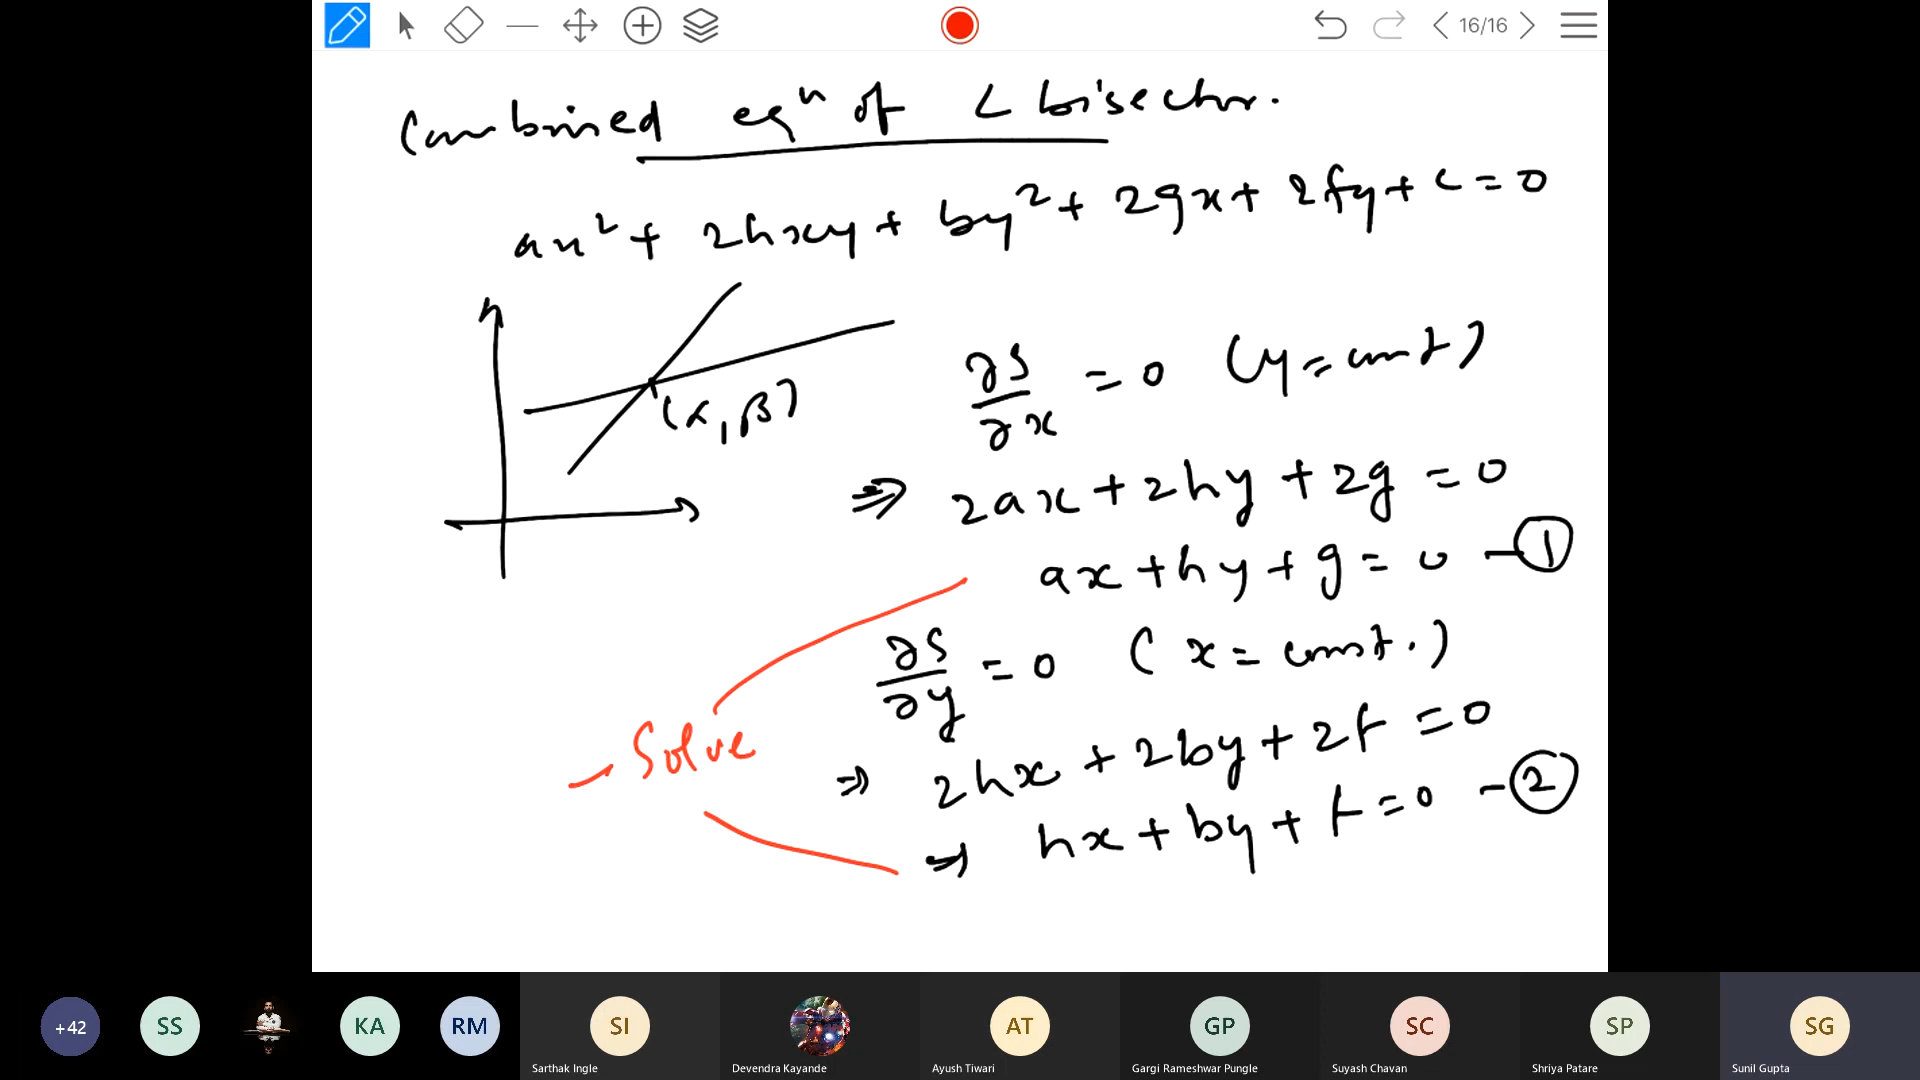 16/16
Combined eqⁿ of ∠ bisector.
ax² + 2hxy + by² + 2gx + 2fy + c = 0
(α, β)
∂S/∂x = 0 (y = const)
⇒ 2ax + 2hy + 2g = 0
ax + hy + g = 0 - ①
∂S/∂y = 0 (x = const.)
Solve
⇒ 2hx + 2by + 2f = 0
⇒ hx + by + f = 0 - ②
+42 SS KA RM SI AT GP SC SP SG
Sarthak Ingle Devendra Kayande Ayush Tiwari Gargi Rameshwar Pungle Suyash Chavan Shriya Patare Sunil Gupta